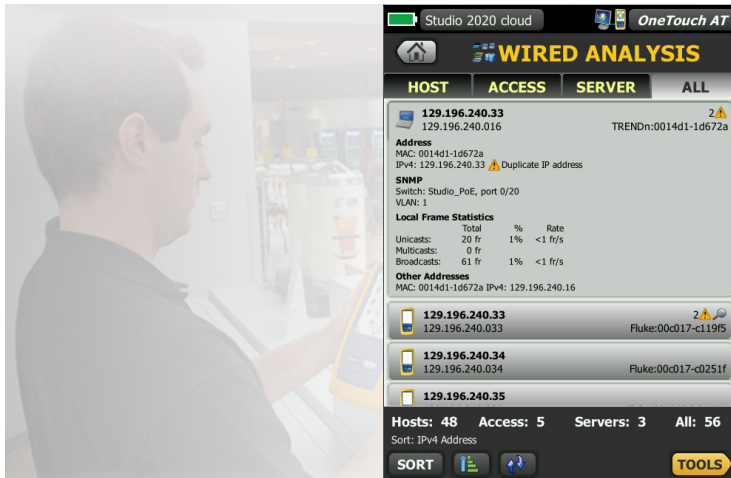 Studio 2020 cloud
OneTouch AT
WIRED ANALYSIS
HOST ACCESS SERVER ALL
129.196.240.33 2
129.196.240.016 TRENDn:0014d1-1d672a
Address
MAC: 0014d1-1d672a
IPv4: 129.196.240.33 Duplicate IP address
SNMP
Switch: Studio_PoE, port 0/20
VLAN: 1
Local Frame Statistics
Total % Rate
Unicasts: 20 fr 1% <1 fr/s
Multicasts: 0 fr
Broadcasts: 61 fr 1% <1 fr/s
Other Addresses
MAC: 0014d1-1d672a IPv4: 129.196.240.16
129.196.240.33 2
129.196.240.033 Fluke:00c017-c119f5
129.196.240.34
129.196.240.034 Fluke:00c017-c0251f
129.196.240.35
Hosts: 48 Access: 5 Servers: 3 All: 56
Sort: IPv4 Address
SORT TOOLS